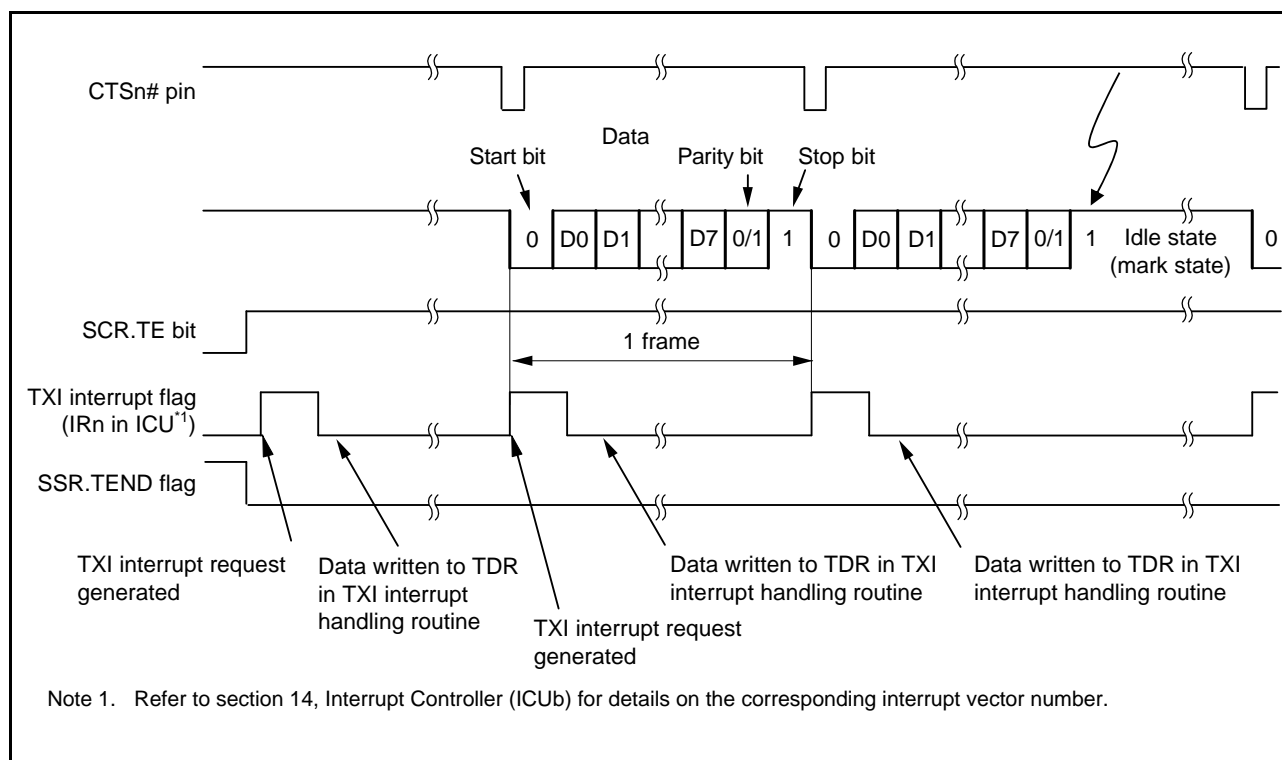 CTSn# pin
Data
Start bit
Parity bit
Stop bit
0 D0 D1 D7 0/1 1 0 D0 D1 D7 0/1 1 Idle state 0
(mark state)
SCR.TE bit
1 frame
TXI interrupt flag
(IRn in ICU*1)
SSR.TEND flag
TXI interrupt request
generated
Data written to TDR
in TXI interrupt
handling routine
TXI interrupt request
generated
Data written to TDR in TXI
interrupt handling routine
Data written to TDR in TXI
interrupt handling routine
Note 1. Refer to section 14, Interrupt Controller (ICUb) for details on the corresponding interrupt vector number.